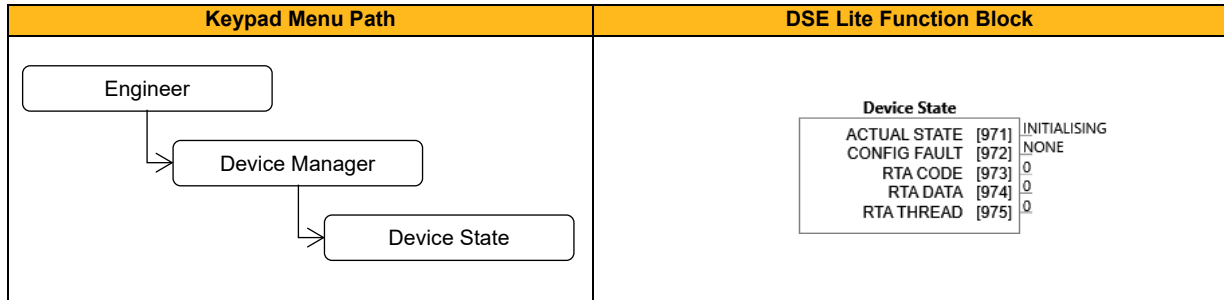 Keypad Menu Path
DSE Lite Function Block
Engineer
Device Manager
Device State
Device State
ACTUAL STATE [971] INITIALISING
CONFIG FAULT [972] NONE
RTA CODE [973] 0
RTA DATA [974] 0
RTA THREAD [975] 0